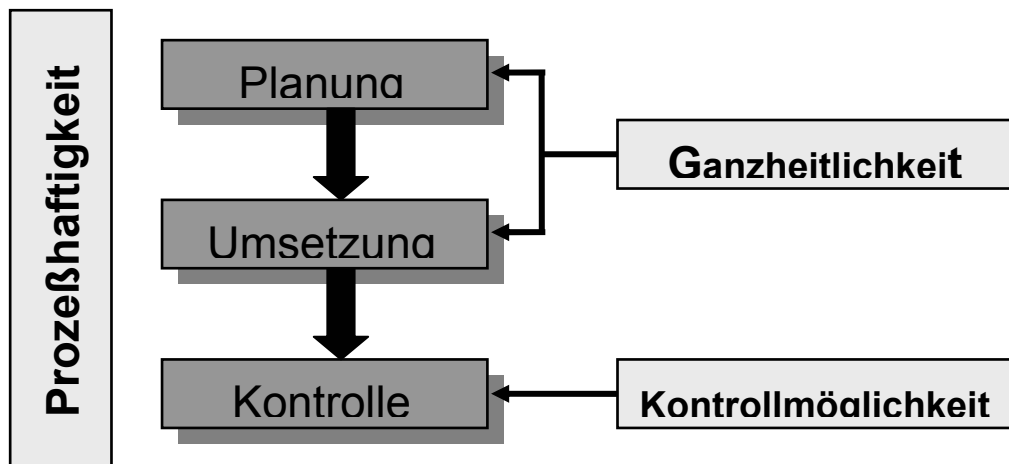 Prozeßhaftigkeit
Planung
Ganzheitlichkeit
Umsetzung
Kontrolle
Kontrollmöglichkeit